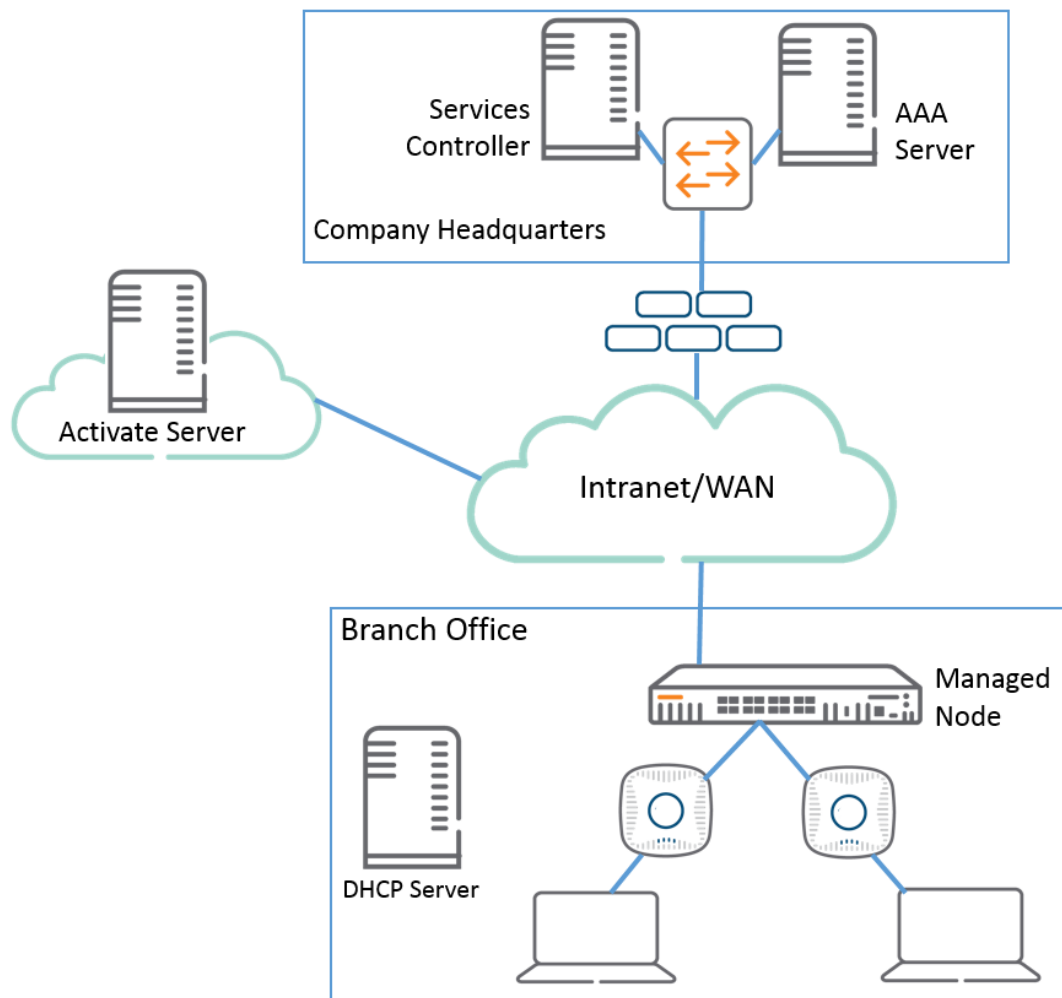 Services
Controller
AAA
Server
Company Headquarters
Activate Server
Intranet/WAN
Branch Office
Managed
Node
DHCP Server